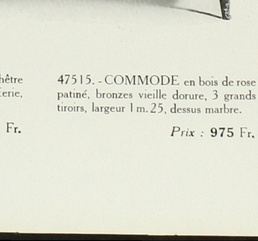 hêtre
Fr.
47515. - COMMODE en bois de rose
patiné, bronzes vieille dorure, 3 grands
tiroirs, largeur 1 m. 25, dessus marbre.
Prix : 975 Fr.